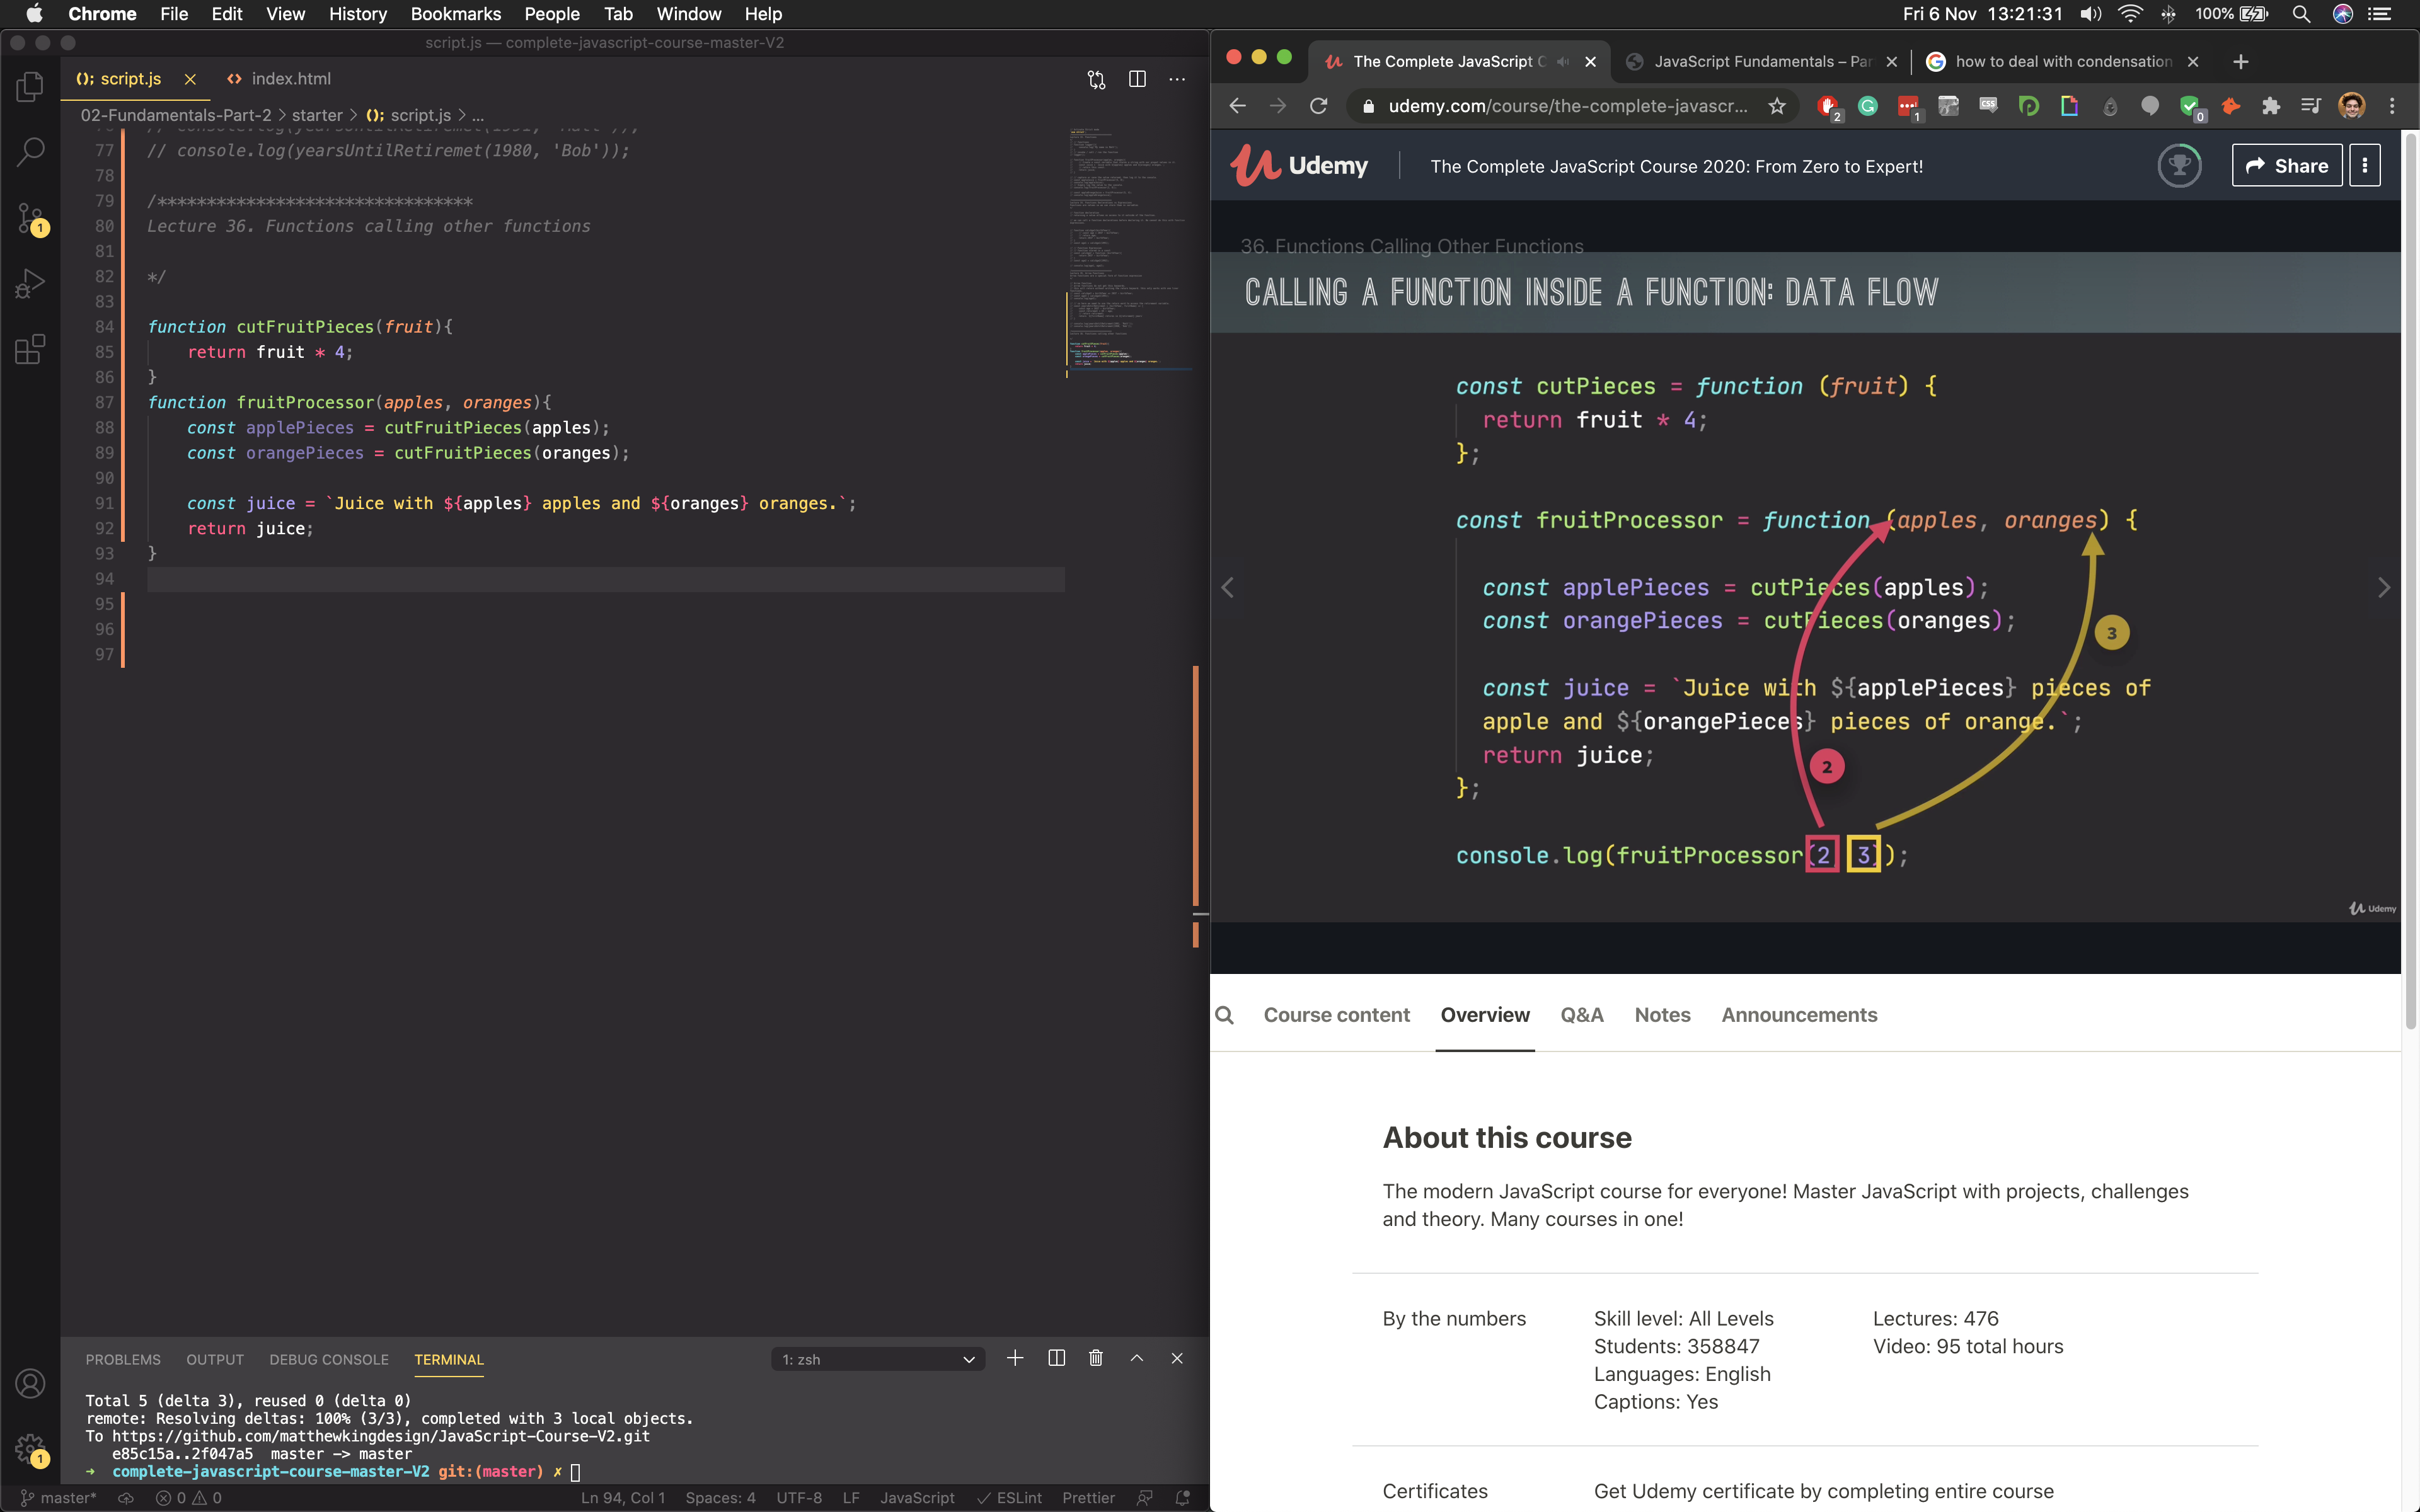 Chrome File Edit View History Bookmarks People Tab Window Help
Fri 6 Nov 13:21:31 100%
script.js — complete-javascript-course-master-V2
script.js index.html
02-Fundamentals-Part-2 > starter > script.js > ...
76 // console.log(yearsUntilRetiremet(1991, 'Matt'));
77 // console.log(yearsUntilRetiremet(1980, 'Bob'));
78
79 /********************************
80 Lecture 36. Functions calling other functions
81
82 */
83
84 function cutFruitPieces(fruit){
85 return fruit * 4;
86 }
87 function fruitProcessor(apples, oranges){
88 const applePieces = cutFruitPieces(apples);
89 const orangePieces = cutFruitPieces(oranges);
90
91 const juice = `Juice with ${apples} apples and ${oranges} oranges.`;
92 return juice;
93 }
94
95
96
97
PROBLEMS OUTPUT DEBUG CONSOLE TERMINAL
1: zsh
Total 5 (delta 3), reused 0 (delta 0)
remote: Resolving deltas: 100% (3/3), completed with 3 local objects.
To https://github.com/matthewkingdesign/JavaScript-Course-V2.git
e85c15a..2f047a5 master -> master
→ complete-javascript-course-master-V2 git:(master) ✗
master* 0 0 Ln 94, Col 1 Spaces: 4 UTF-8 LF JavaScript ESLint Prettier
The Complete JavaScript C
JavaScript Fundamentals – Par
how to deal with condensation
udemy.com/course/the-complete-javascr...
2 1 0
Udemy
The Complete JavaScript Course 2020: From Zero to Expert!
Share
36. Functions Calling Other Functions
CALLING A FUNCTION INSIDE A FUNCTION: DATA FLOW
const cutPieces = function (fruit) {
return fruit * 4;
};
const fruitProcessor = function (apples, oranges) {
const applePieces = cutPieces(apples);
const orangePieces = cutPieces(oranges);
3
const juice = `Juice with ${applePieces} pieces of
apple and ${orangePieces} pieces of orange.`;
return juice;
2
};
console.log(fruitProcessor(2 3));
Udemy
Course content Overview Q&A Notes Announcements
About this course
The modern JavaScript course for everyone! Master JavaScript with projects, challenges
and theory. Many courses in one!
By the numbers
Skill level: All Levels
Students: 358847
Languages: English
Captions: Yes
Lectures: 476
Video: 95 total hours
Certificates
Get Udemy certificate by completing entire course